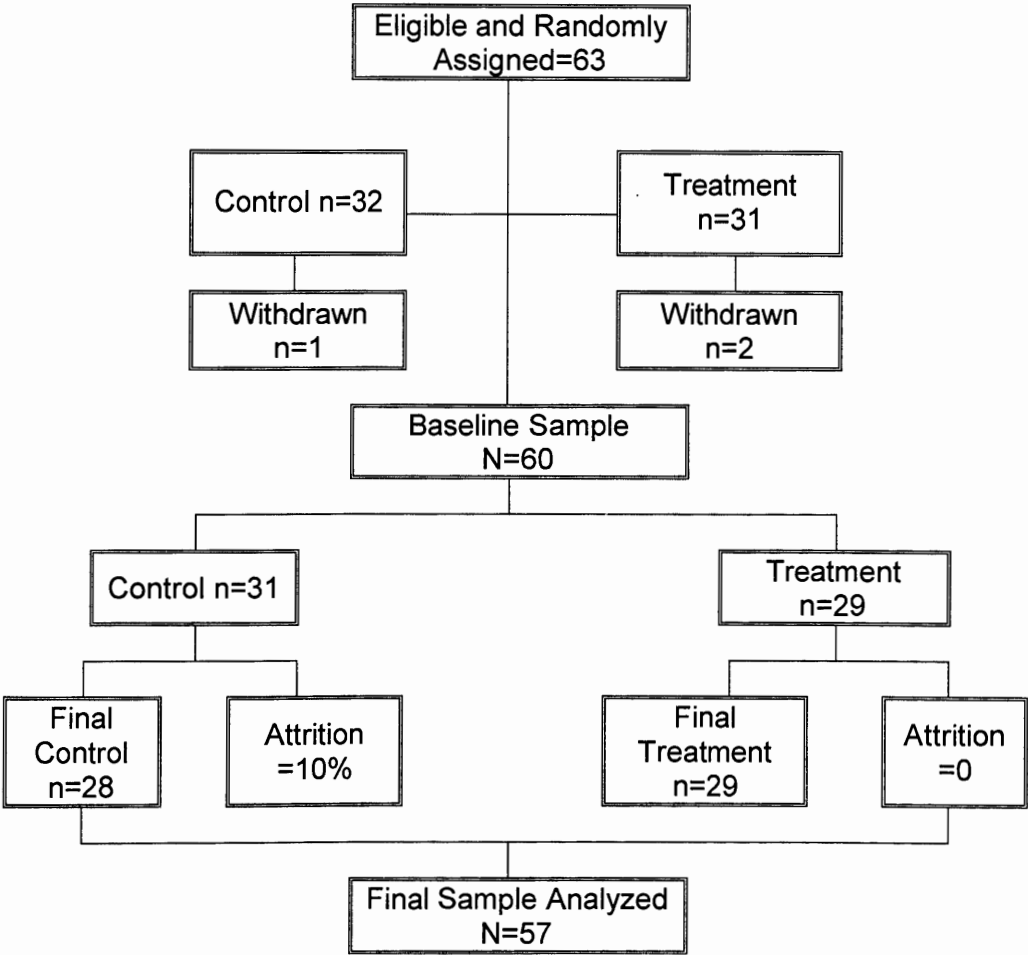 Eligible and Randomly
Assigned=63
Control n=32
Treatment
n=31
Withdrawn
n=1
Withdrawn
n=2
Baseline Sample
N=60
Control n=31
Treatment
n=29
Final
Control
n=28
Attrition
=10%
Final
Treatment
n=29
Attrition
=0
Final Sample Analyzed
N=57